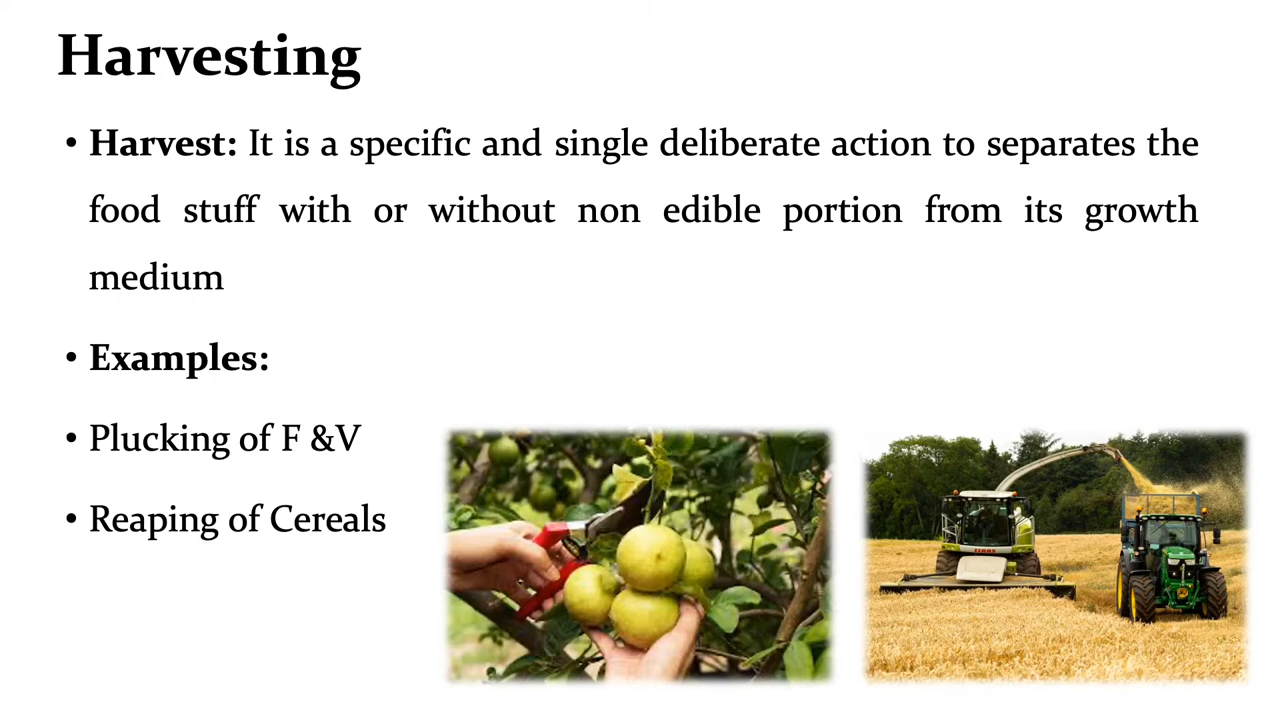 Harvesting
• Harvest: It is a specific and single deliberate action to separates the
food stuff with or without non edible portion from its growth
medium
• Examples:
• Plucking of F &V
• Reaping of Cereals
CLAAS